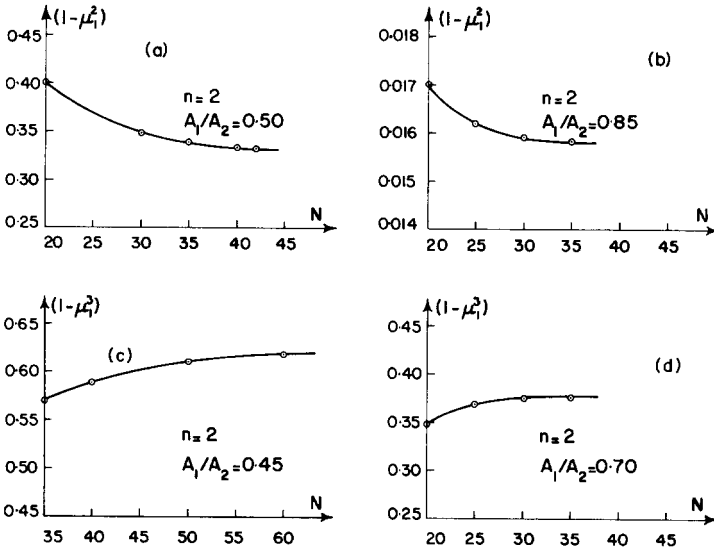 (1-μ₁²)
0·45
0·40
0·35
0·30
0·25
(a)
n=2
A₁/A₂=0·50
N
20 25 30 35 40 45
(1-μ₁²)
0·018
0·017
0·016
0·015
0·014
(b)
n=2
A₁/A₂=0·85
N
20 25 30 35 40 45
(1-μ₁³)
0·65
0·60
0·55
0·50
0·45
(c)
n=2
A₁/A₂=0·45
N
35 40 45 50 55 60
(1-μ₁³)
0·45
0·40
0·35
0·30
0·25
(d)
n=2
A₁/A₂=0·70
N
20 25 30 35 40 45